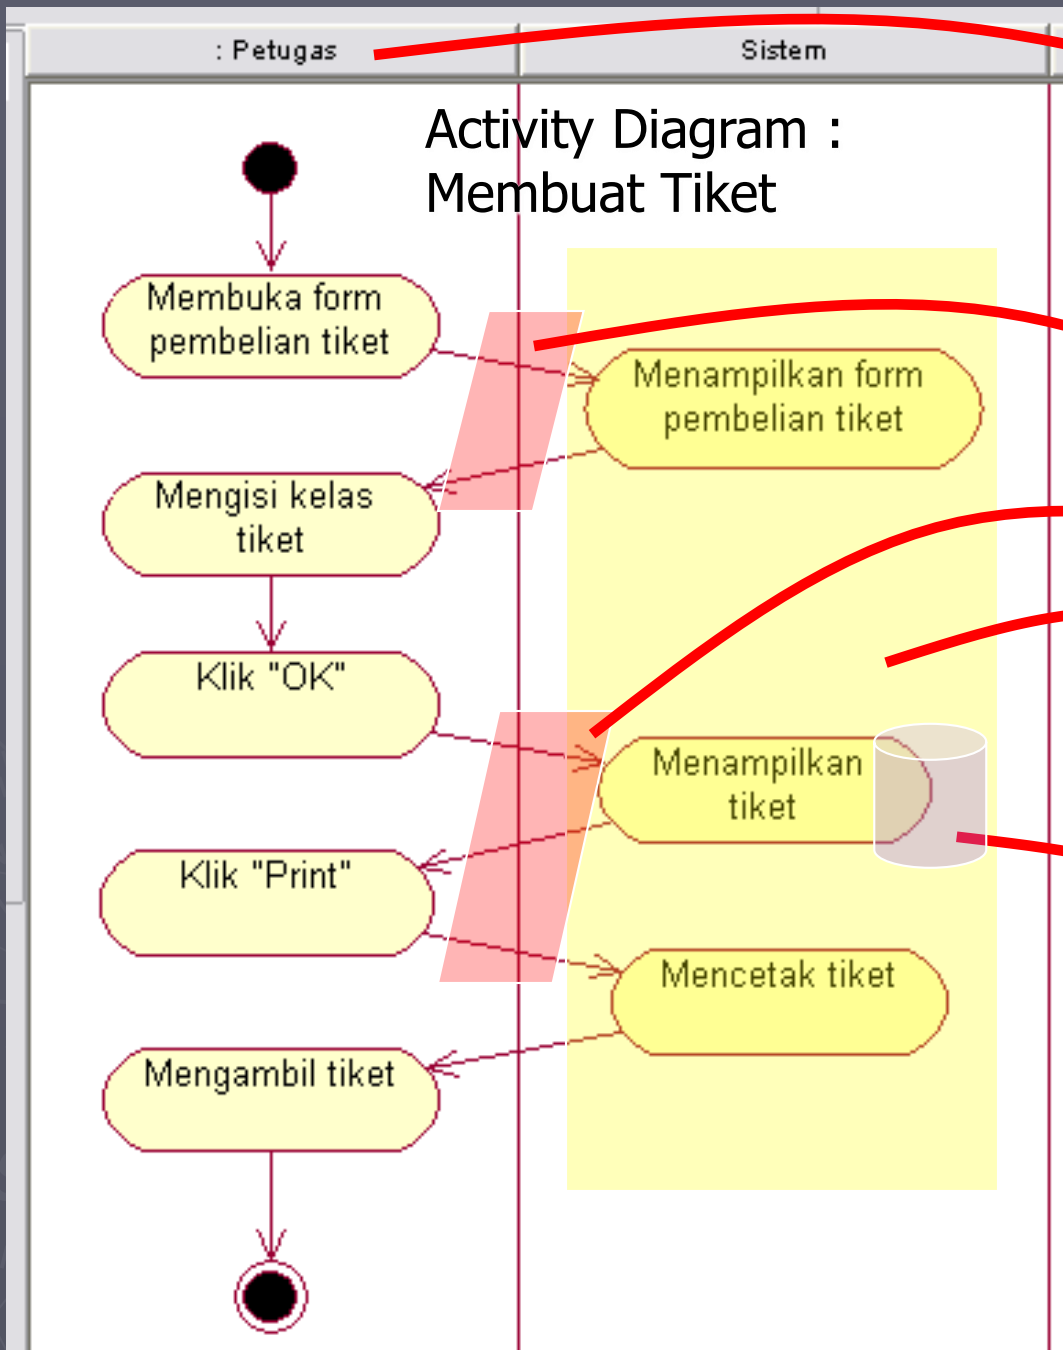 : Petugas
Sistem
Activity Diagram :
Membuat Tiket
Membuka form
pembelian tiket
Menampilkan form
pembelian tiket
Mengisi kelas
tiket
Klik "OK"
Menampilkan
tiket
Klik "Print"
Mencetak tiket
Mengambil tiket